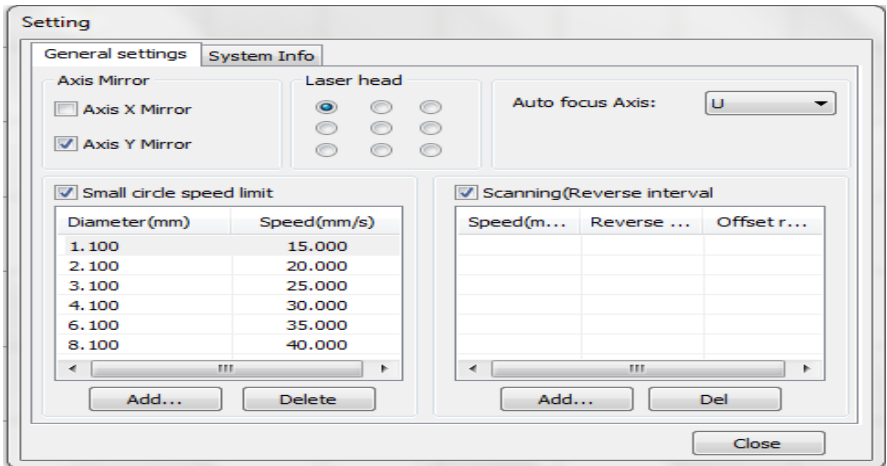 Setting
General settings System Info
Axis Mirror
Axis X Mirror
Axis Y Mirror
Laser head
Auto focus Axis: U
Small circle speed limit
Diameter(mm) Speed(mm/s)
1.100 15.000
2.100 20.000
3.100 25.000
4.100 30.000
6.100 35.000
8.100 40.000
Add... Delete
Scanning(Reverse interval
Speed(m... Reverse ... Offset r...
Add... Del
Close